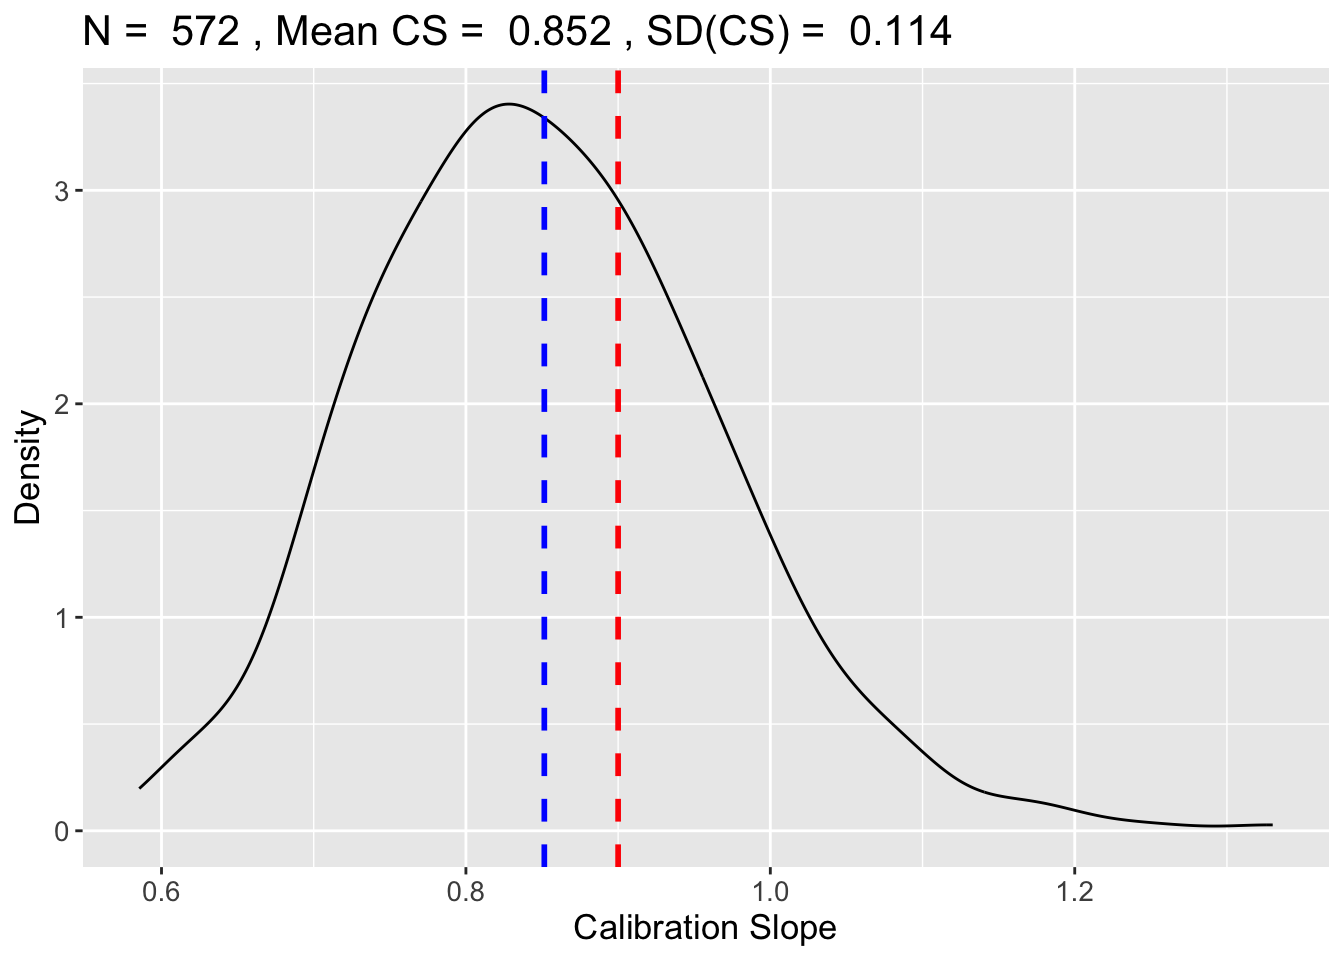 N =  572 , Mean CS =  0.852 , SD(CS) =  0.114
3
2
1
0
Density
0.6 0.8 1.0 1.2
Calibration Slope